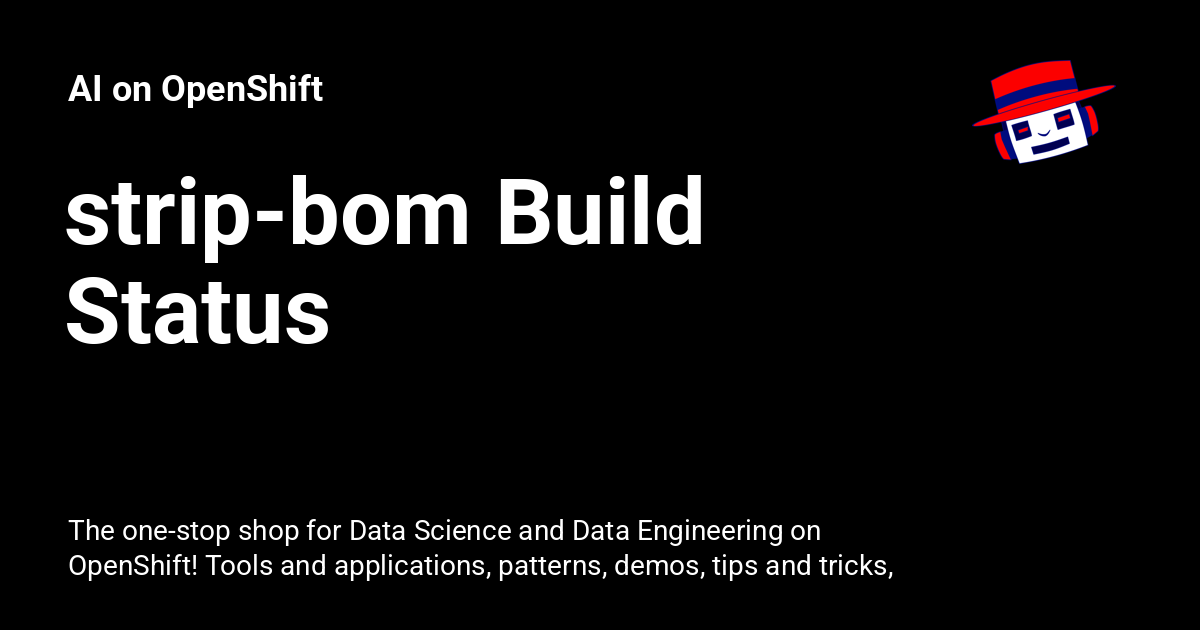 AI on OpenShift
strip-bom Build
Status
The one-stop shop for Data Science and Data Engineering on
OpenShift! Tools and applications, patterns, demos, tips and tricks,